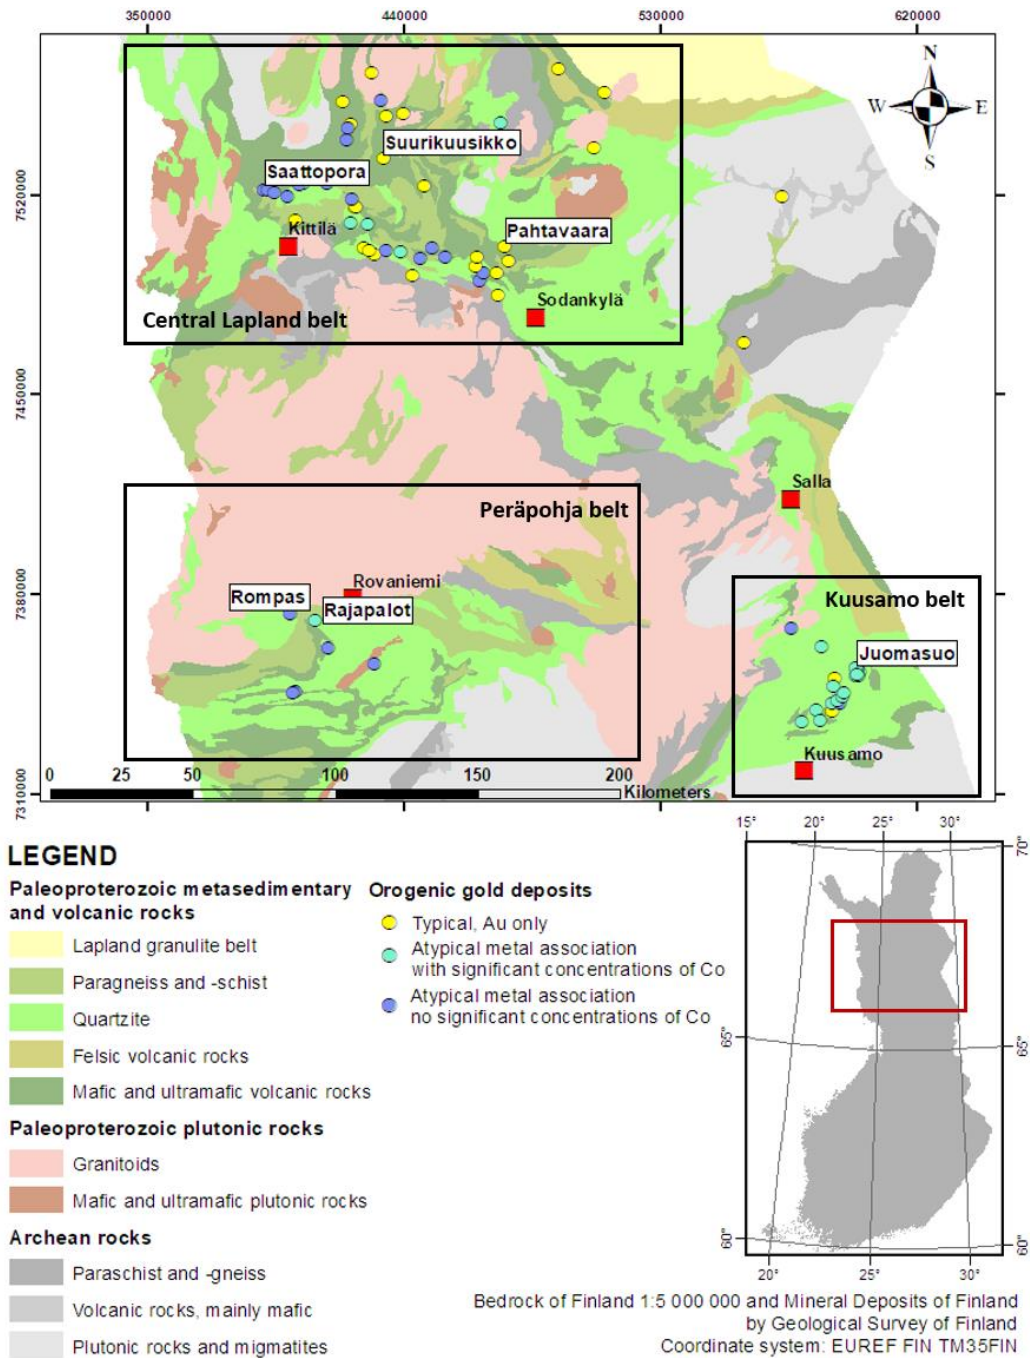 350000 440000 530000 620000
N
W E
S
7520000
7450000
7380000
7310000
Suurikuusikko
Saattopora
Kittilä
Pahtavaara
Sodankylä
Central Lapland belt
Salla
Peräpohja belt
Rovaniemi
Rompas
Rajapalot
Kuusamo belt
Juomasuo
Kuusamo
0 25 50 100 150 200
Kilometers
LEGEND
Paleoproterozoic metasedimentary
and volcanic rocks
Lapland granulite belt
Paragneiss and -schist
Quartzite
Felsic volcanic rocks
Mafic and ultramafic volcanic rocks
Paleoproterozoic plutonic rocks
Granitoids
Mafic and ultramafic plutonic rocks
Archean rocks
Paraschist and -gneiss
Volcanic rocks, mainly mafic
Plutonic rocks and migmatites
Orogenic gold deposits
Typical, Au only
Atypical metal association
with significant concentrations of Co
Atypical metal association
no significant concentrations of Co
15° 20° 25° 30°
70°
65° 65°
60° 60°
20° 25° 30°
Bedrock of Finland 1:5 000 000 and Mineral Deposits of Finland
by Geological Survey of Finland
Coordinate system: EUREF FIN TM35FIN